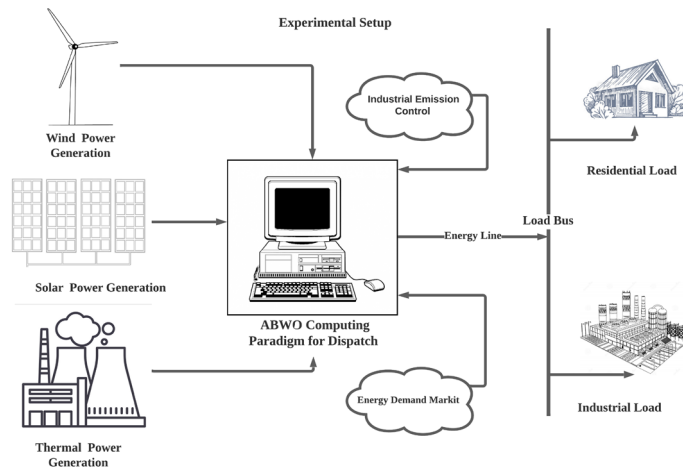 Experimental Setup
Industrial Emission
Control
Wind Power
Generation
Residential Load
Load Bus
Energy Line
Solar Power Generation
ABWO Computing
Paradigm for Dispatch
Energy Demand Markit
Industrial Load
Thermal Power
Generation